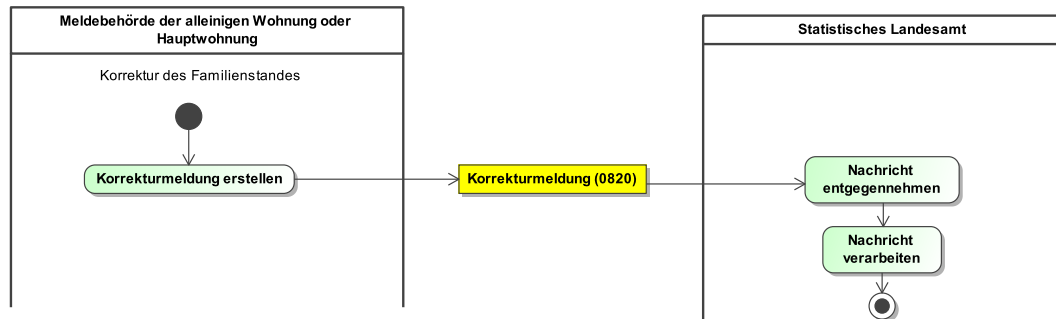 Meldebehörde der alleinigen Wohnung oder
Hauptwohnung
Statistisches Landesamt
Korrektur des Familienstandes
Korrekturmeldung erstellen
Korrekturmeldung (0820)
Nachricht
entgegennehmen
Nachricht
verarbeiten